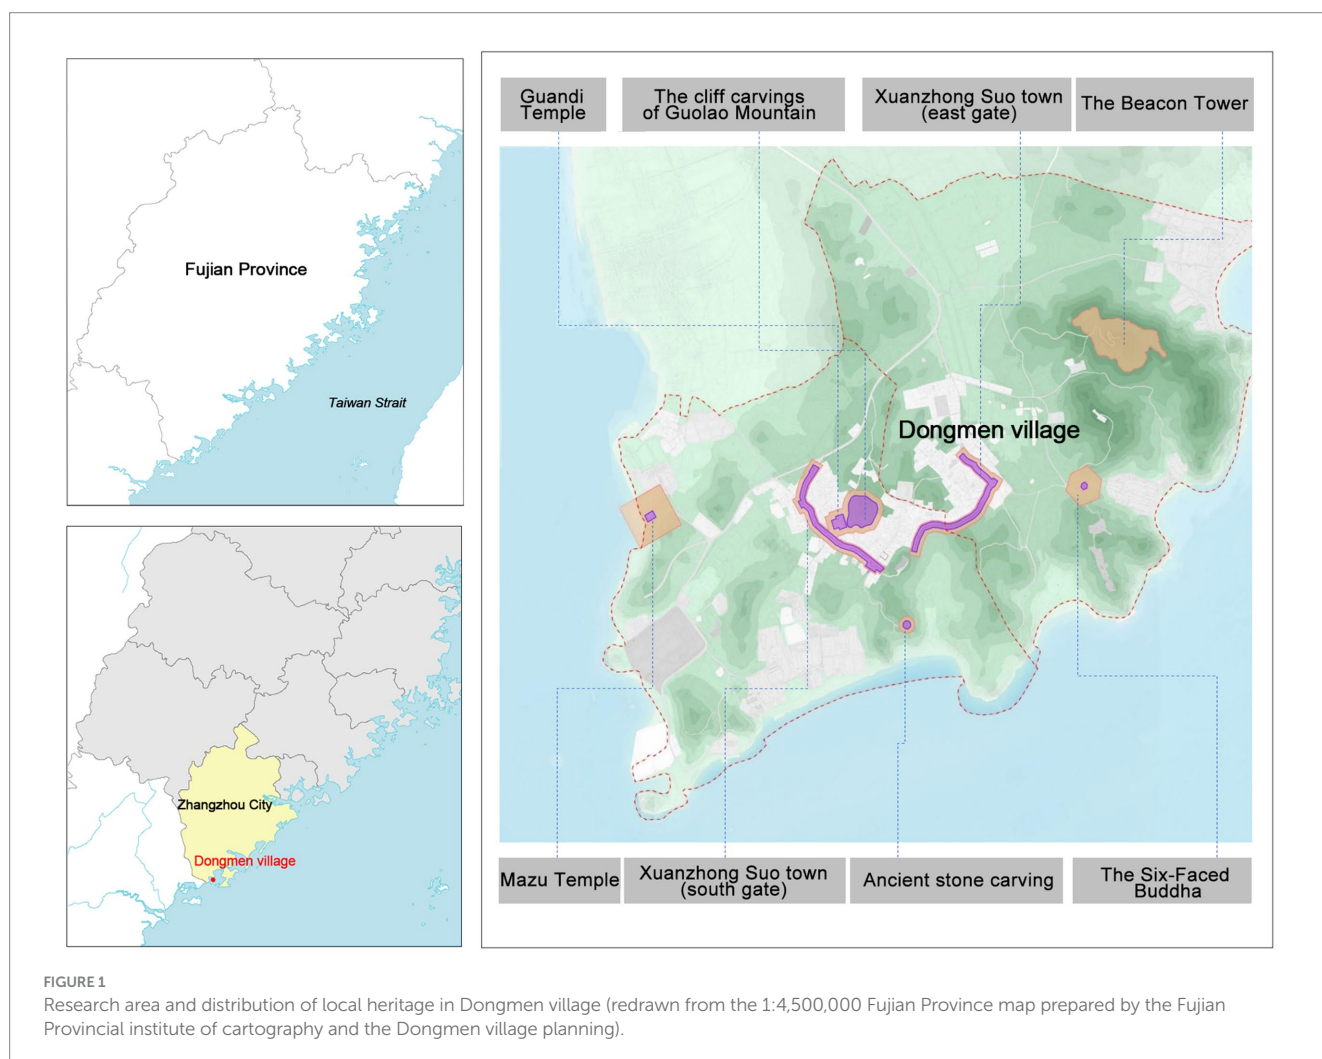 Fujian Province
Taiwan Strait
Zhangzhou City
Dongmen village
Guandi
Temple
The cliff carvings
of Guolao Mountain
Xuanzhong Suo town
(east gate)
The Beacon Tower
Dongmen village
Mazu Temple
Xuanzhong Suo town
(south gate)
Ancient stone carving
The Six-Faced
Buddha
FIGURE 1
Research area and distribution of local heritage in Dongmen village (redrawn from the 1:4,500,000 Fujian Province map prepared by the Fujian
Provincial institute of cartography and the Dongmen village planning).